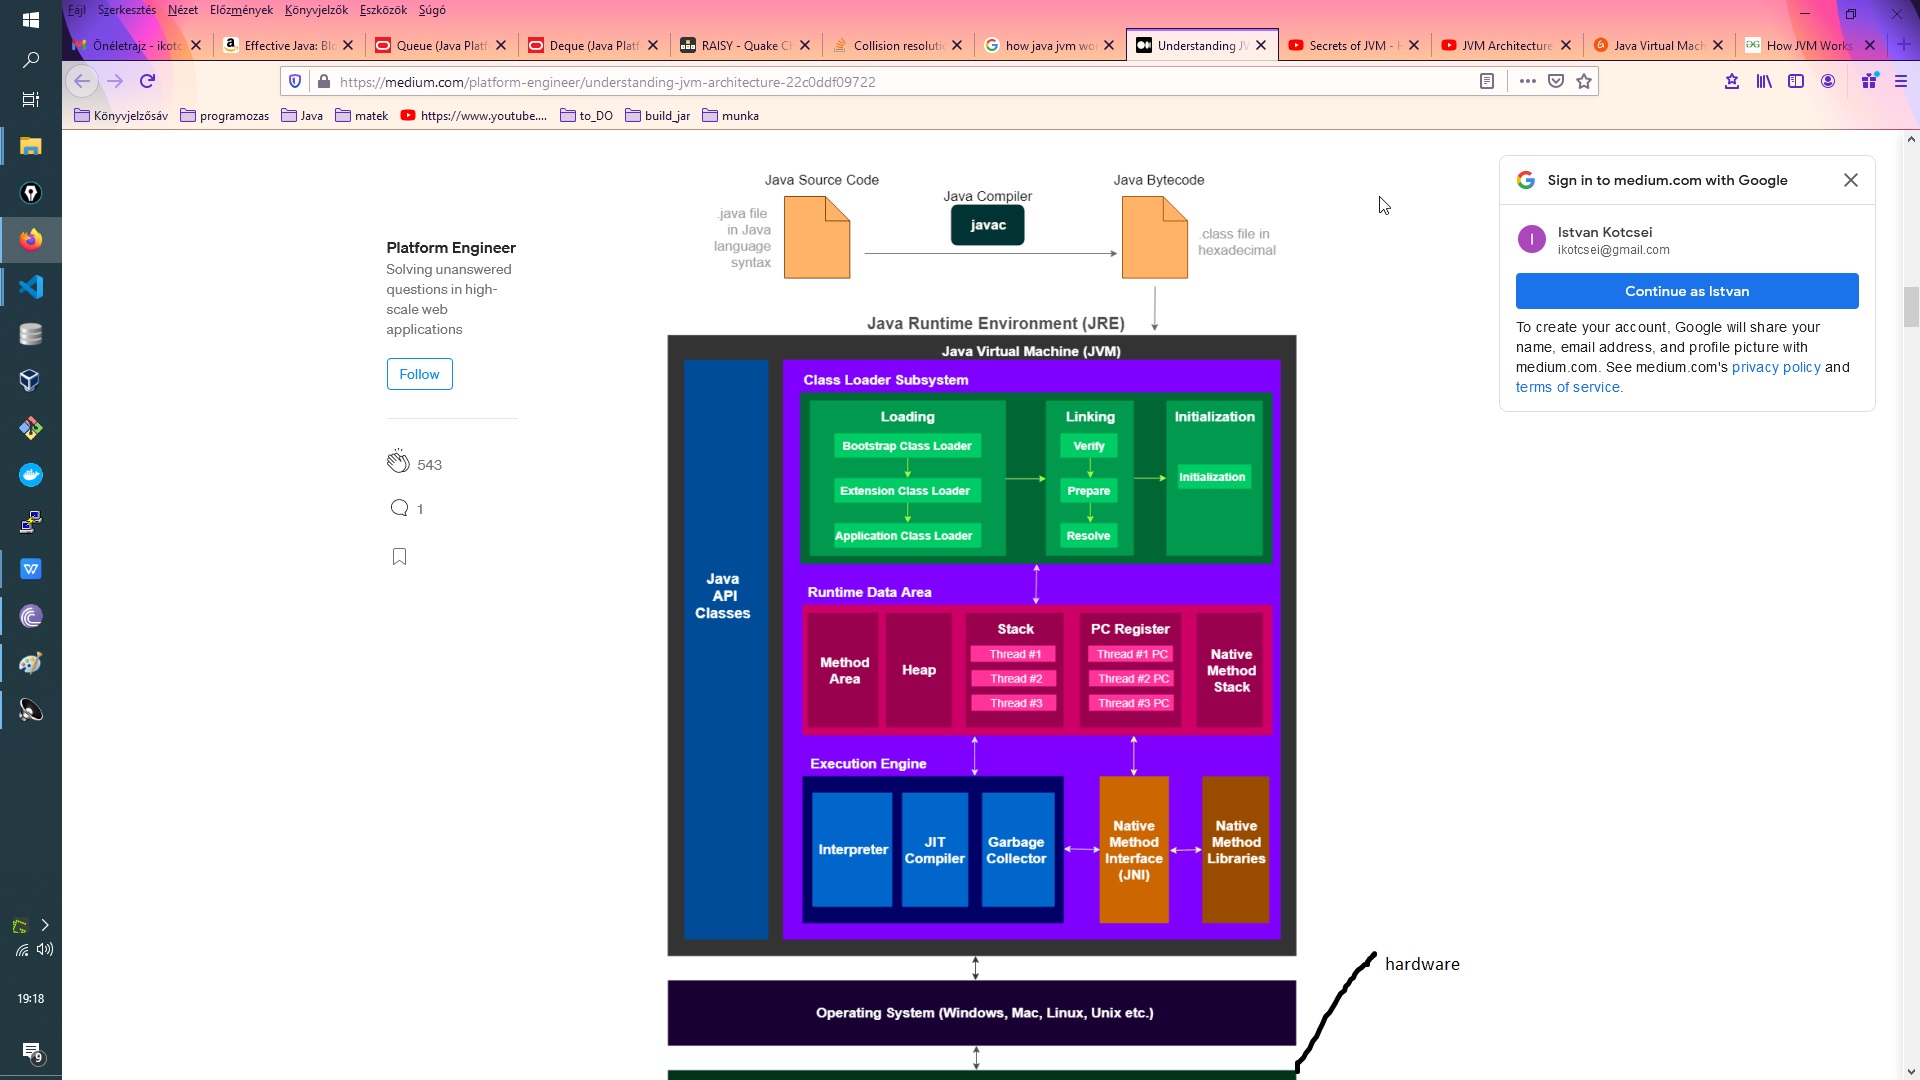 Fájl Szerkesztés Nézet Előzmények Könyvjelzők Eszközök Súgó
Önéletrajz - ikotc
Effective Java: Blo
Queue (Java Platf
Deque (Java Platf
RAISY - Quake Ch
Collision resolutio
how java jvm wo
Understanding JV
Secrets of JVM - H
JVM Architecture
Java Virtual Mach
How JVM Works
https://medium.com/platform-engineer/understanding-jvm-architecture-22c0ddf09722
Könyvjelzősáv programozas Java matek https://www.youtube.... to_DO build_jar munka
Java Source Code
.java file
in Java
language
syntax
Java Compiler
javac
Java Bytecode
.class file in
hexadecimal
Platform Engineer
Solving unanswered
questions in high-
scale web
applications
Follow
543
1
Java Runtime Environment (JRE)
Java Virtual Machine (JVM)
Java
API
Classes
Class Loader Subsystem
Loading
Bootstrap Class Loader
Extension Class Loader
Application Class Loader
Linking
Verify
Prepare
Resolve
Initialization
Initialization
Runtime Data Area
Method
Area
Heap
Stack
Thread #1
Thread #2
Thread #3
PC Register
Thread #1 PC
Thread #2 PC
Thread #3 PC
Native
Method
Stack
Execution Engine
Interpreter
JIT
Compiler
Garbage
Collector
Native
Method
Interface
(JNI)
Native
Method
Libraries
Operating System (Windows, Mac, Linux, Unix etc.)
hardware
Sign in to medium.com with Google
I
Istvan Kotcsei
ikotcsei@gmail.com
Continue as Istvan
To create your account, Google will share your
name, email address, and profile picture with
medium.com. See medium.com's privacy policy and
terms of service.
19:18
9